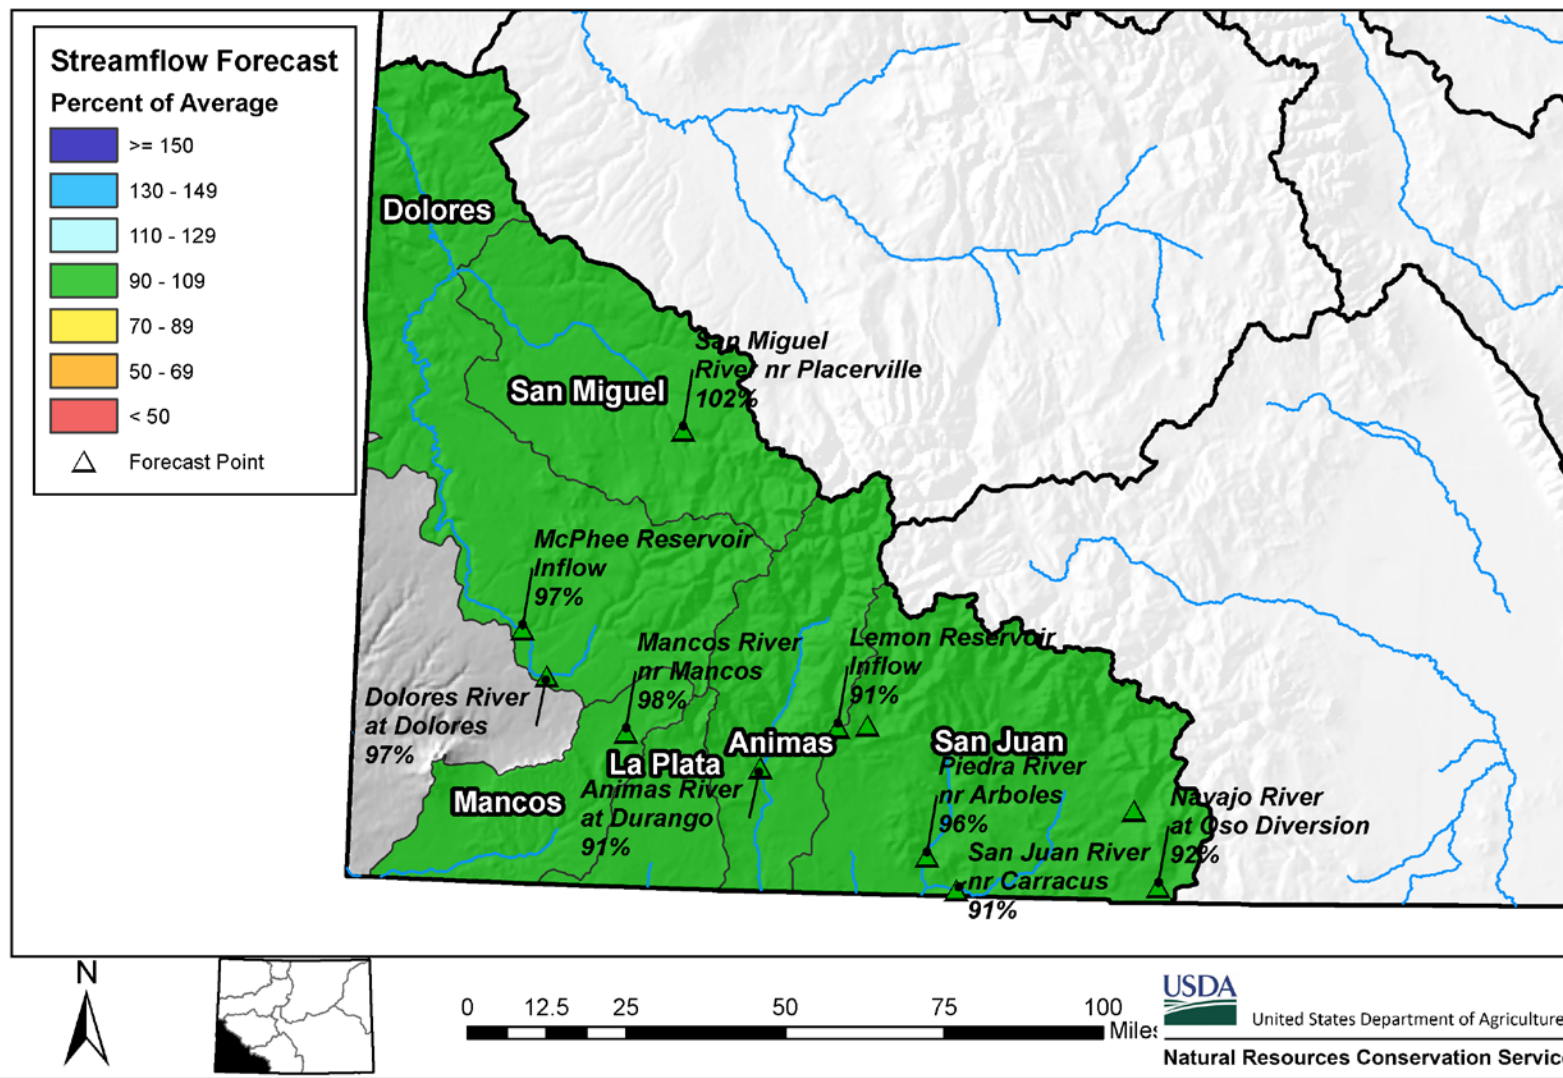 Streamflow Forecast
Percent of Average
>= 150
130 - 149
110 - 129
90 - 109
70 - 89
50 - 69
< 50
Forecast Point
Dolores
San Miguel
River nr Placerville
102%
San Miguel
McPhee Reservoir
Inflow
97%
Mancos River
nr Mancos
98%
Lemon Reservoir
Inflow
91%
Dolores River
at Dolores
97%
Animas
San Juan
La Plata
Mancos
Animas River
at Durango
91%
Piedra River
nr Arboles
96%
Navajo River
at Oso Diversion
92%
San Juan River
nr Carracus
91%
N
0 12.5 25 50 75 100
Miles
USDA
United States Department of Agriculture
Natural Resources Conservation Service